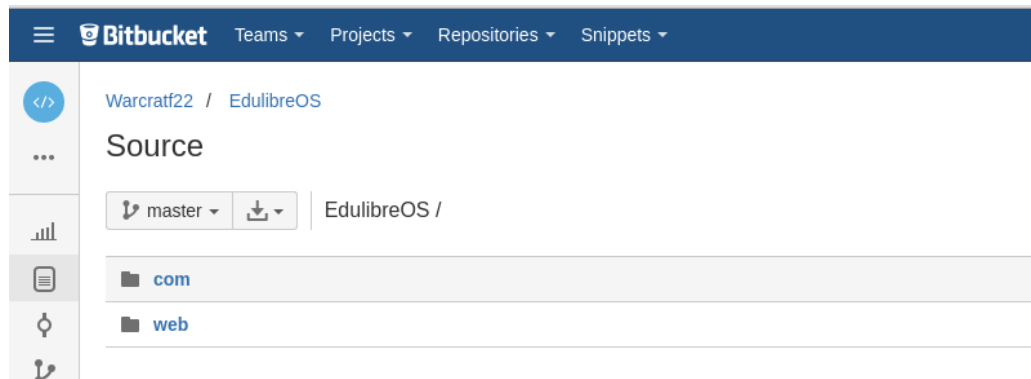 Bitbucket Teams Projects Repositories Snippets
</>
Warcratf22 / EdulibreOS
Source
master EdulibreOS /
com
web